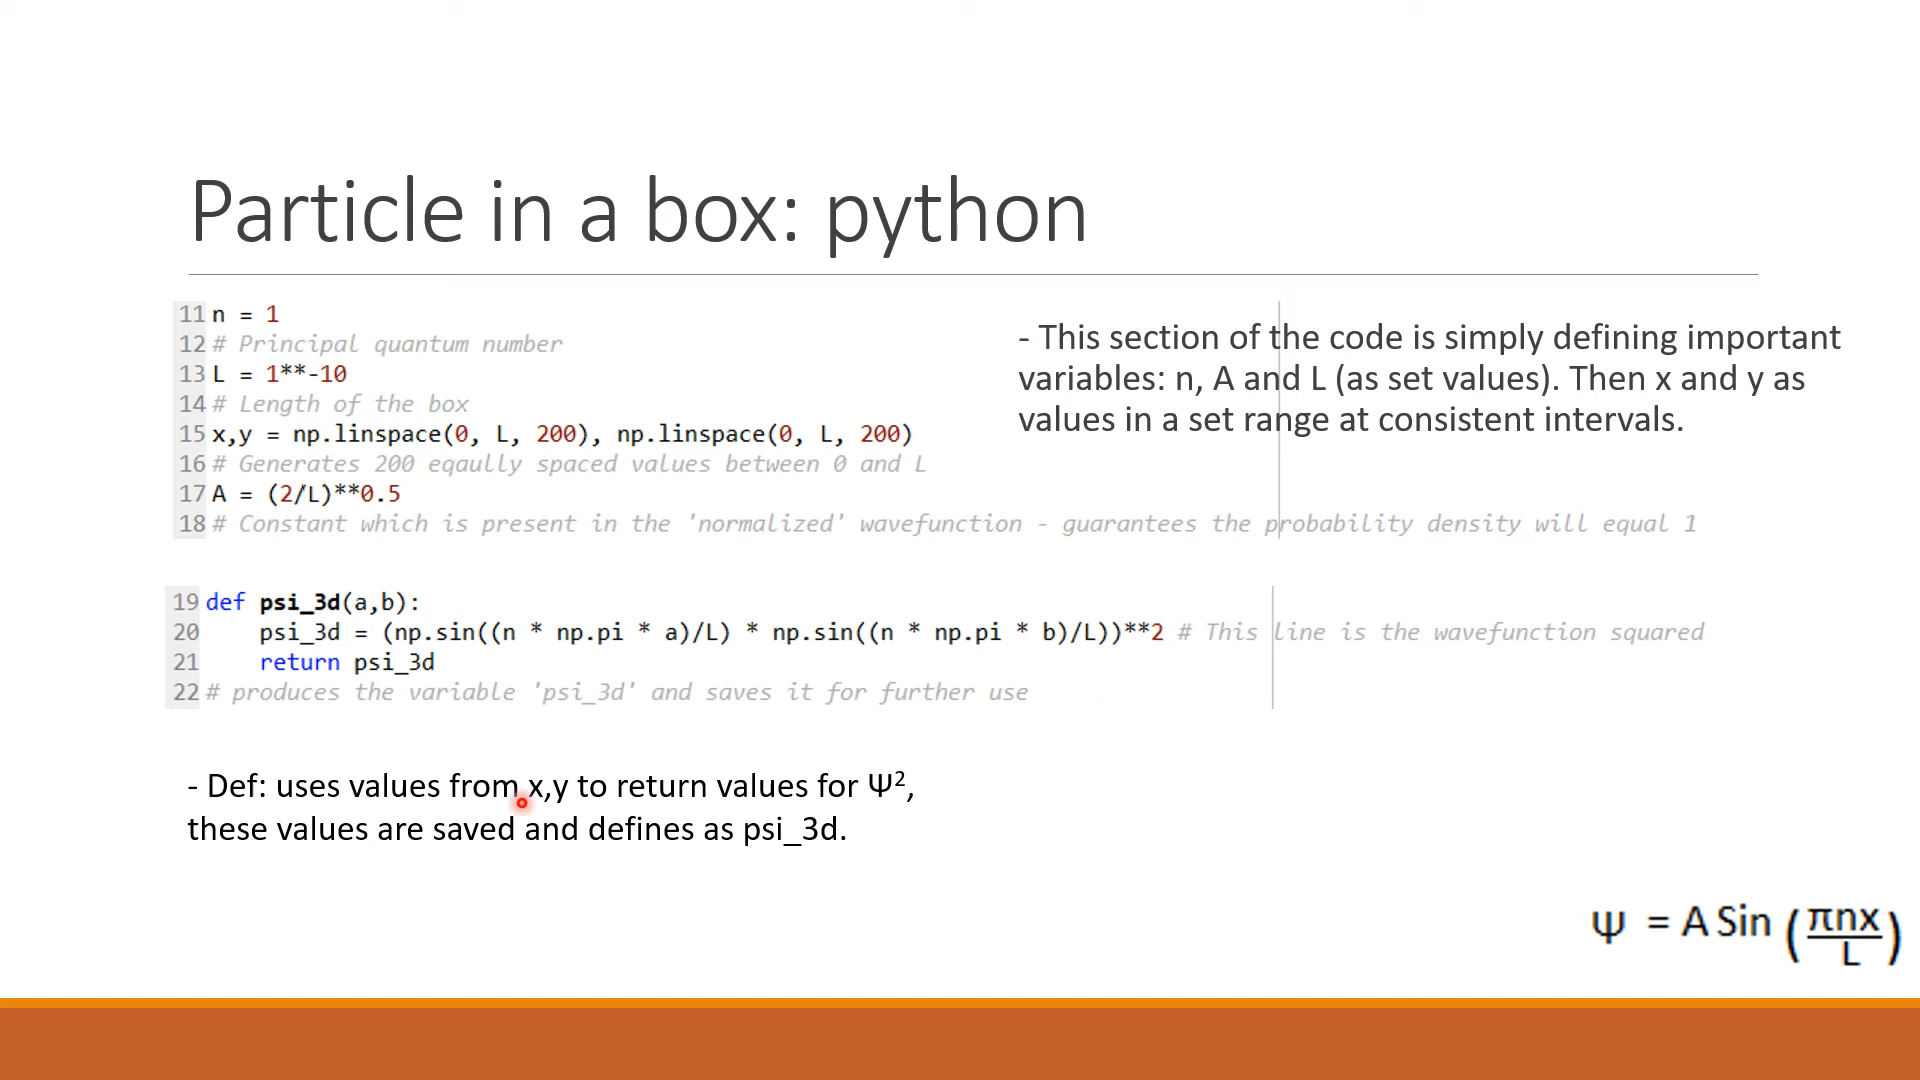 Particle in a box: python
11 n = 1
12 # Principal quantum number
13 L = 1**-10
14 # Length of the box
15 x,y = np.linspace(0, L, 200), np.linspace(0, L, 200)
16 # Generates 200 eqaully spaced values between 0 and L
17 A = (2/L)**0.5
18 # Constant which is present in the 'normalized' wavefunction - guarantees the probability density will equal 1
- This section of the code is simply defining important
variables: n, A and L (as set values). Then x and y as
values in a set range at consistent intervals.
19 def psi_3d(a,b):
20     psi_3d = (np.sin((n * np.pi * a)/L) * np.sin((n * np.pi * b)/L))**2 # This line is the wavefunction squared
21     return psi_3d
22 # produces the variable 'psi_3d' and saves it for further use
- Def: uses values from x,y to return values for Ψ²,
these values are saved and defines as psi_3d.
Ψ = A Sin (πnx/L)